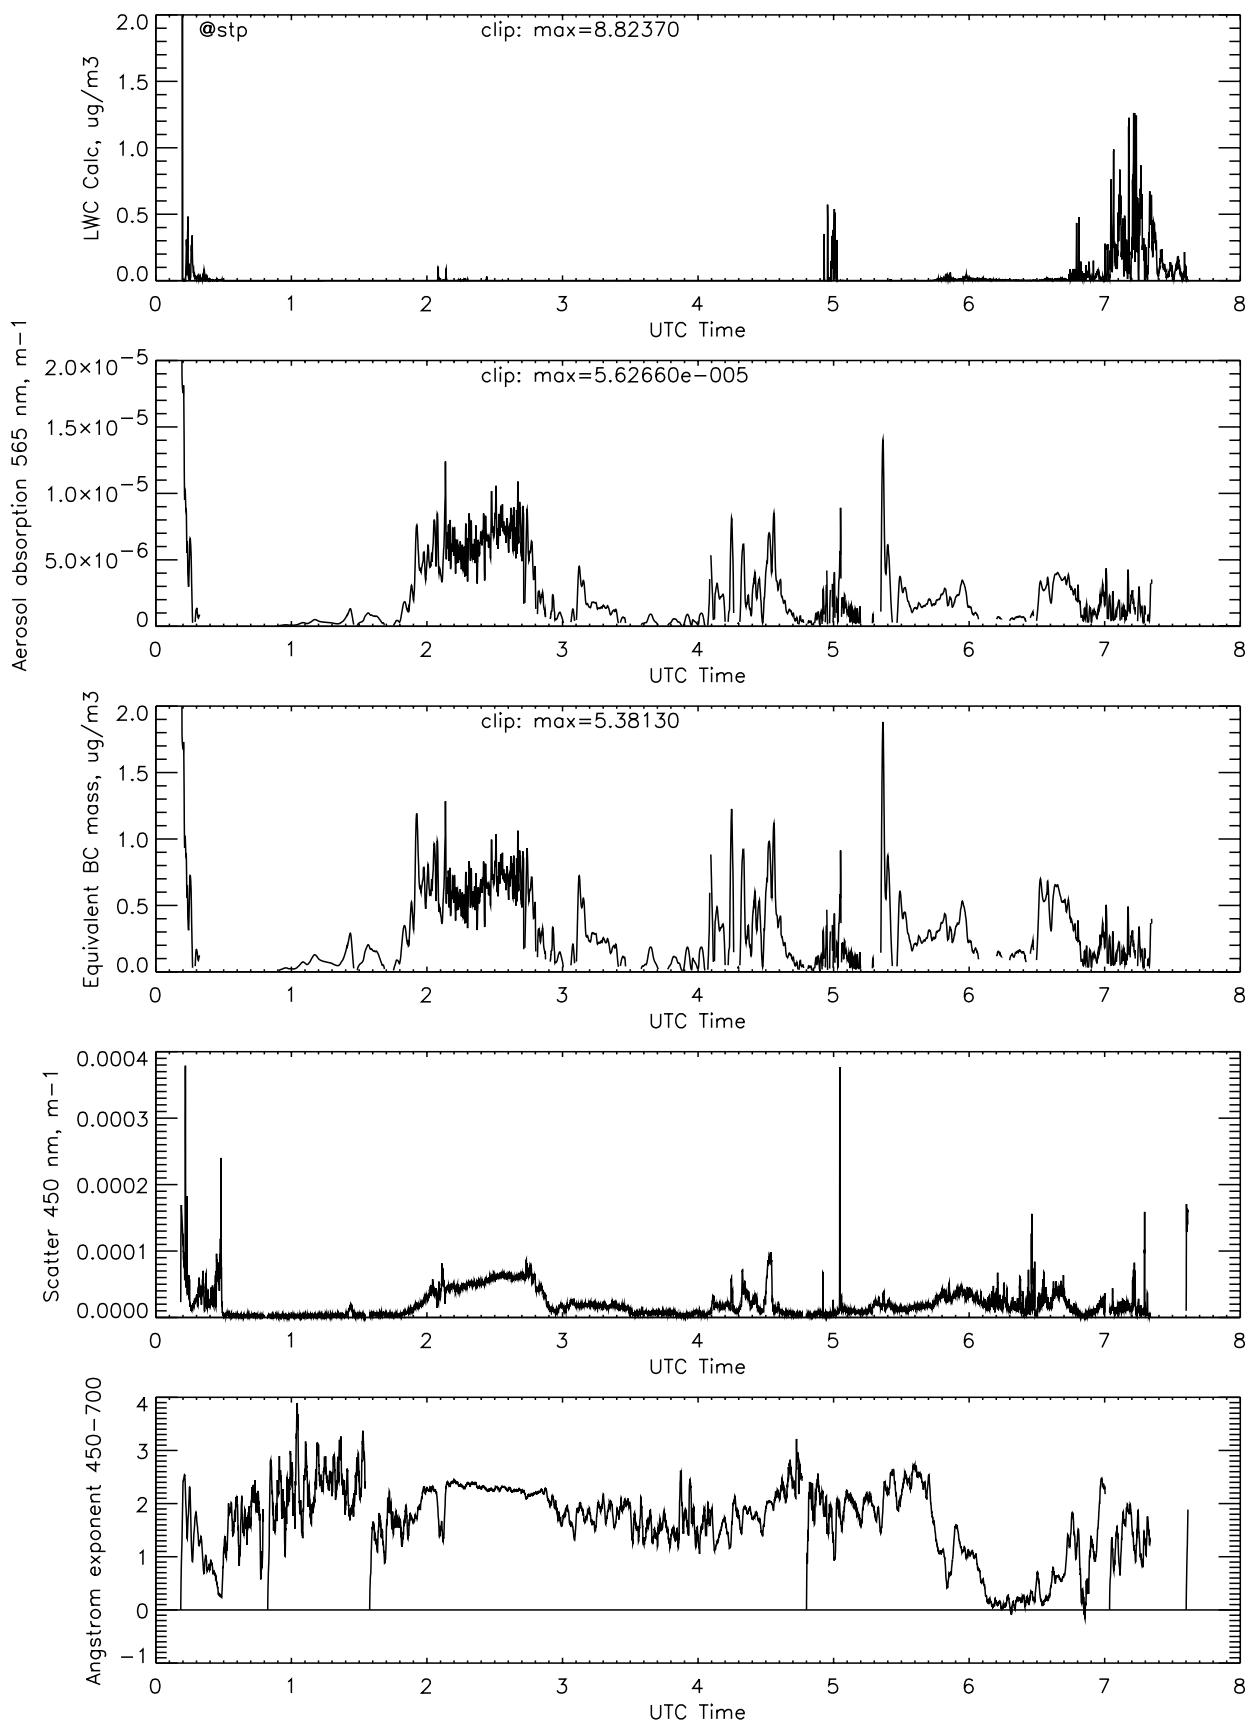 @stp clip: max=8.82370
LWC Calc, ug/m3
2.0
1.5
1.0
0.5
0.0
0 1 2 3 4 5 6 7 8
UTC Time
clip: max=5.62660e-005
Aerosol absorption 565 nm, m-1
2.0×10-5
1.5×10-5
1.0×10-5
5.0×10-6
0
0 1 2 3 4 5 6 7 8
UTC Time
clip: max=5.38130
Equivalent BC mass, ug/m3
2.0
1.5
1.0
0.5
0.0
0 1 2 3 4 5 6 7 8
UTC Time
Scatter 450 nm, m-1
0.0004
0.0003
0.0002
0.0001
0.0000
0 1 2 3 4 5 6 7 8
UTC Time
Angstrom exponent 450-700
4
3
2
1
0
-1
0 1 2 3 4 5 6 7 8
UTC Time